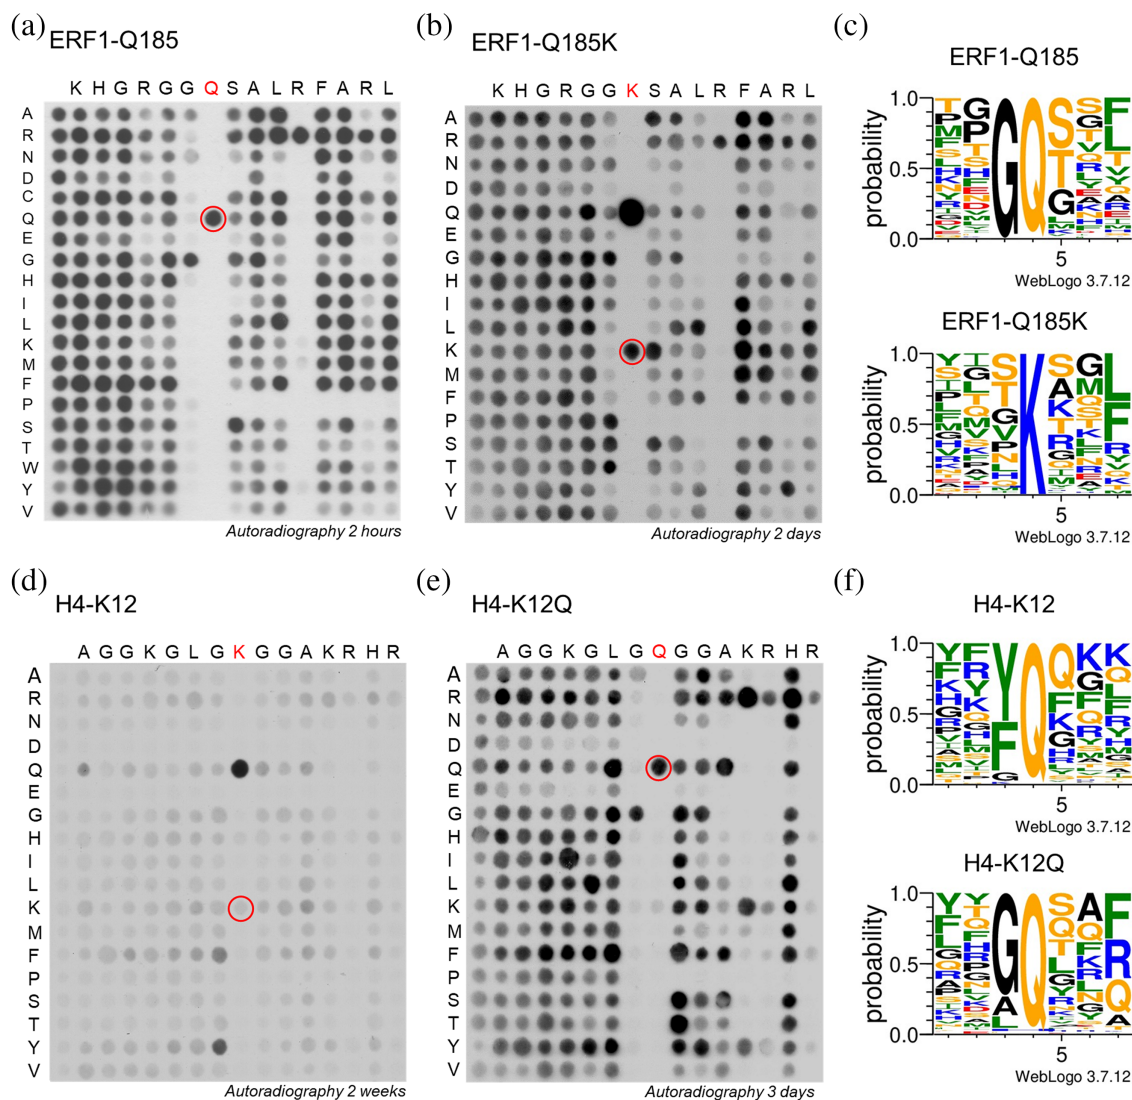 (a)
ERF1-Q185
K H G R G G Q S A L R F A R L
A
R
N
D
C
Q
E
G
H
I
L
K
M
F
P
S
T
W
Y
V
Autoradiography 2 hours
(b)
ERF1-Q185K
K H G R G G K S A L R F A R L
A
R
N
D
Q
E
G
H
I
L
K
M
F
P
S
T
Y
V
Autoradiography 2 days
(c)
ERF1-Q185
probability
1.0
0.5
0.0
G Q S F
T L
G
5
WebLogo 3.7.12
ERF1-Q185K
probability
1.0
0.5
0.0
S K S G L
T A M F
5
WebLogo 3.7.12
(d)
H4-K12
A G G K G L G K G G A K R H R
A
R
N
D
Q
E
G
H
I
L
K
M
F
P
S
T
Y
V
Autoradiography 2 weeks
(e)
H4-K12Q
A G G K G L G Q G G A K R H R
A
R
N
D
Q
E
G
H
I
L
K
M
F
P
S
T
Y
V
Autoradiography 3 days
(f)
H4-K12
probability
1.0
0.5
0.0
Y F Y Q Q K K
F
5
WebLogo 3.7.12
H4-K12Q
probability
1.0
0.5
0.0
Y Y G Q S A F
R
Q
5
WebLogo 3.7.12